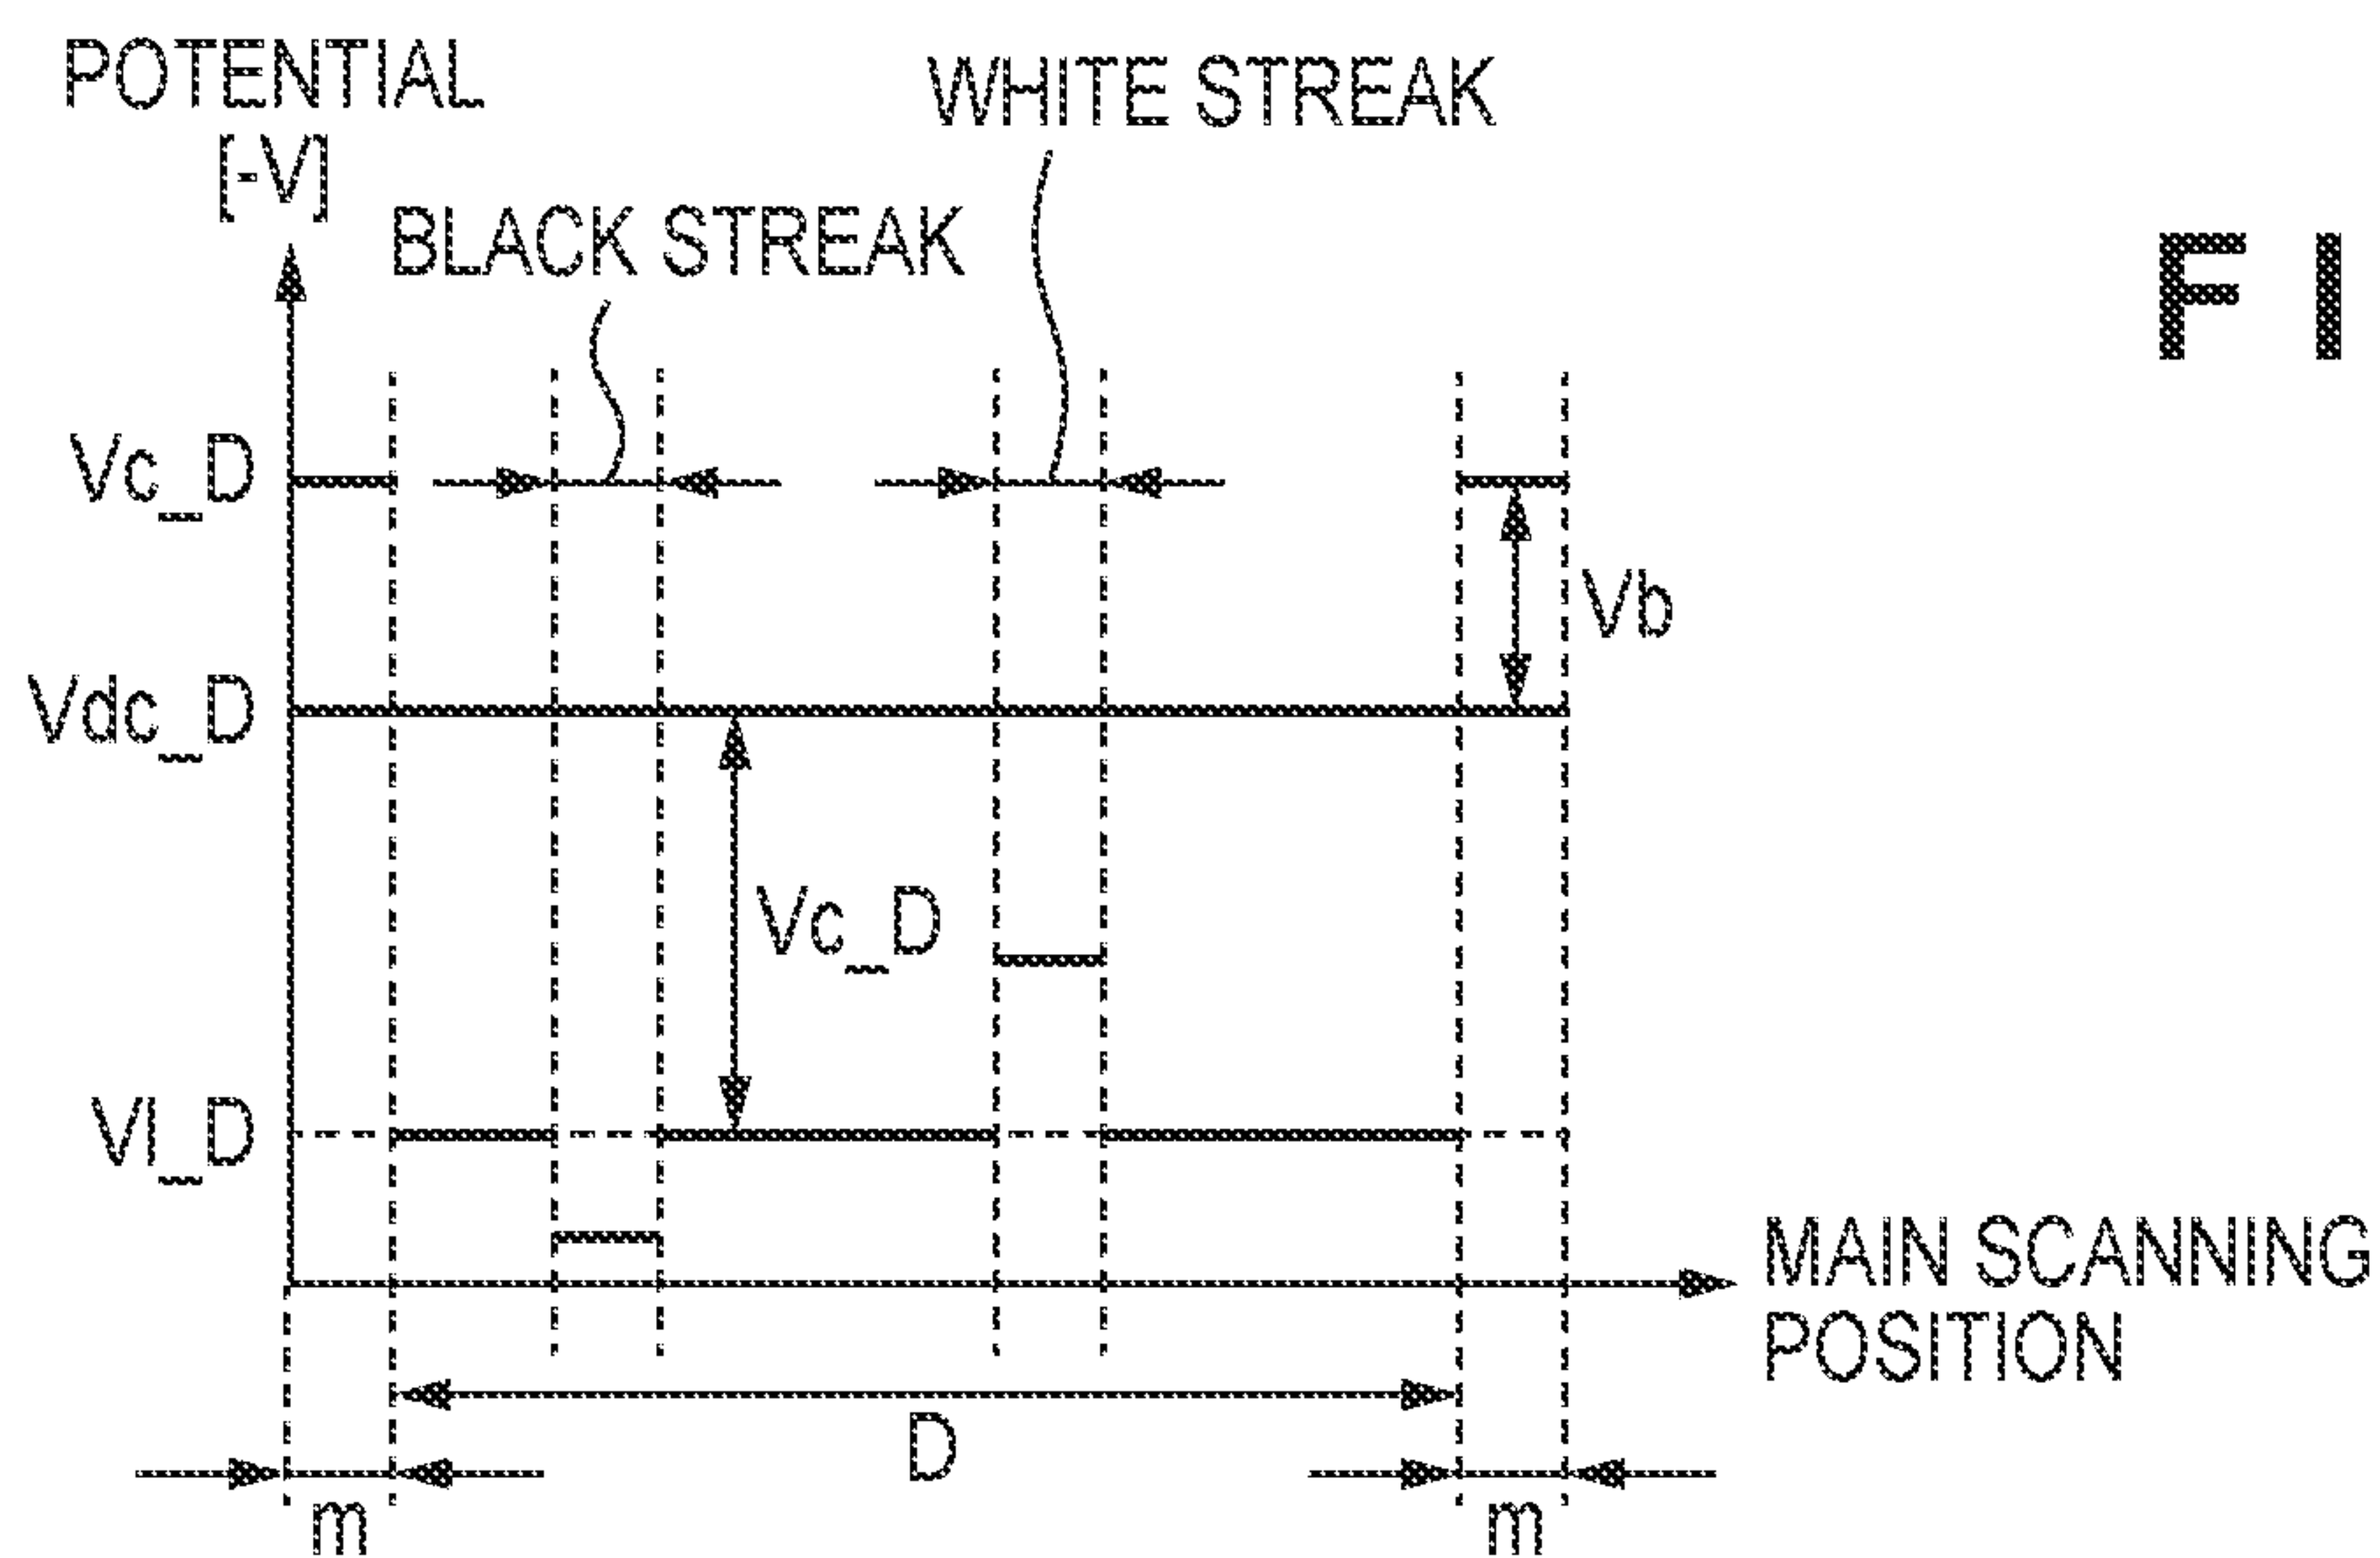 POTENTIAL
[-V]
WHITE STREAK
BLACK STREAK
F I
Vc_D
Vb
Vdc_D
Vc_D
Vl_D
MAIN SCANNING
POSITION
D
m
m